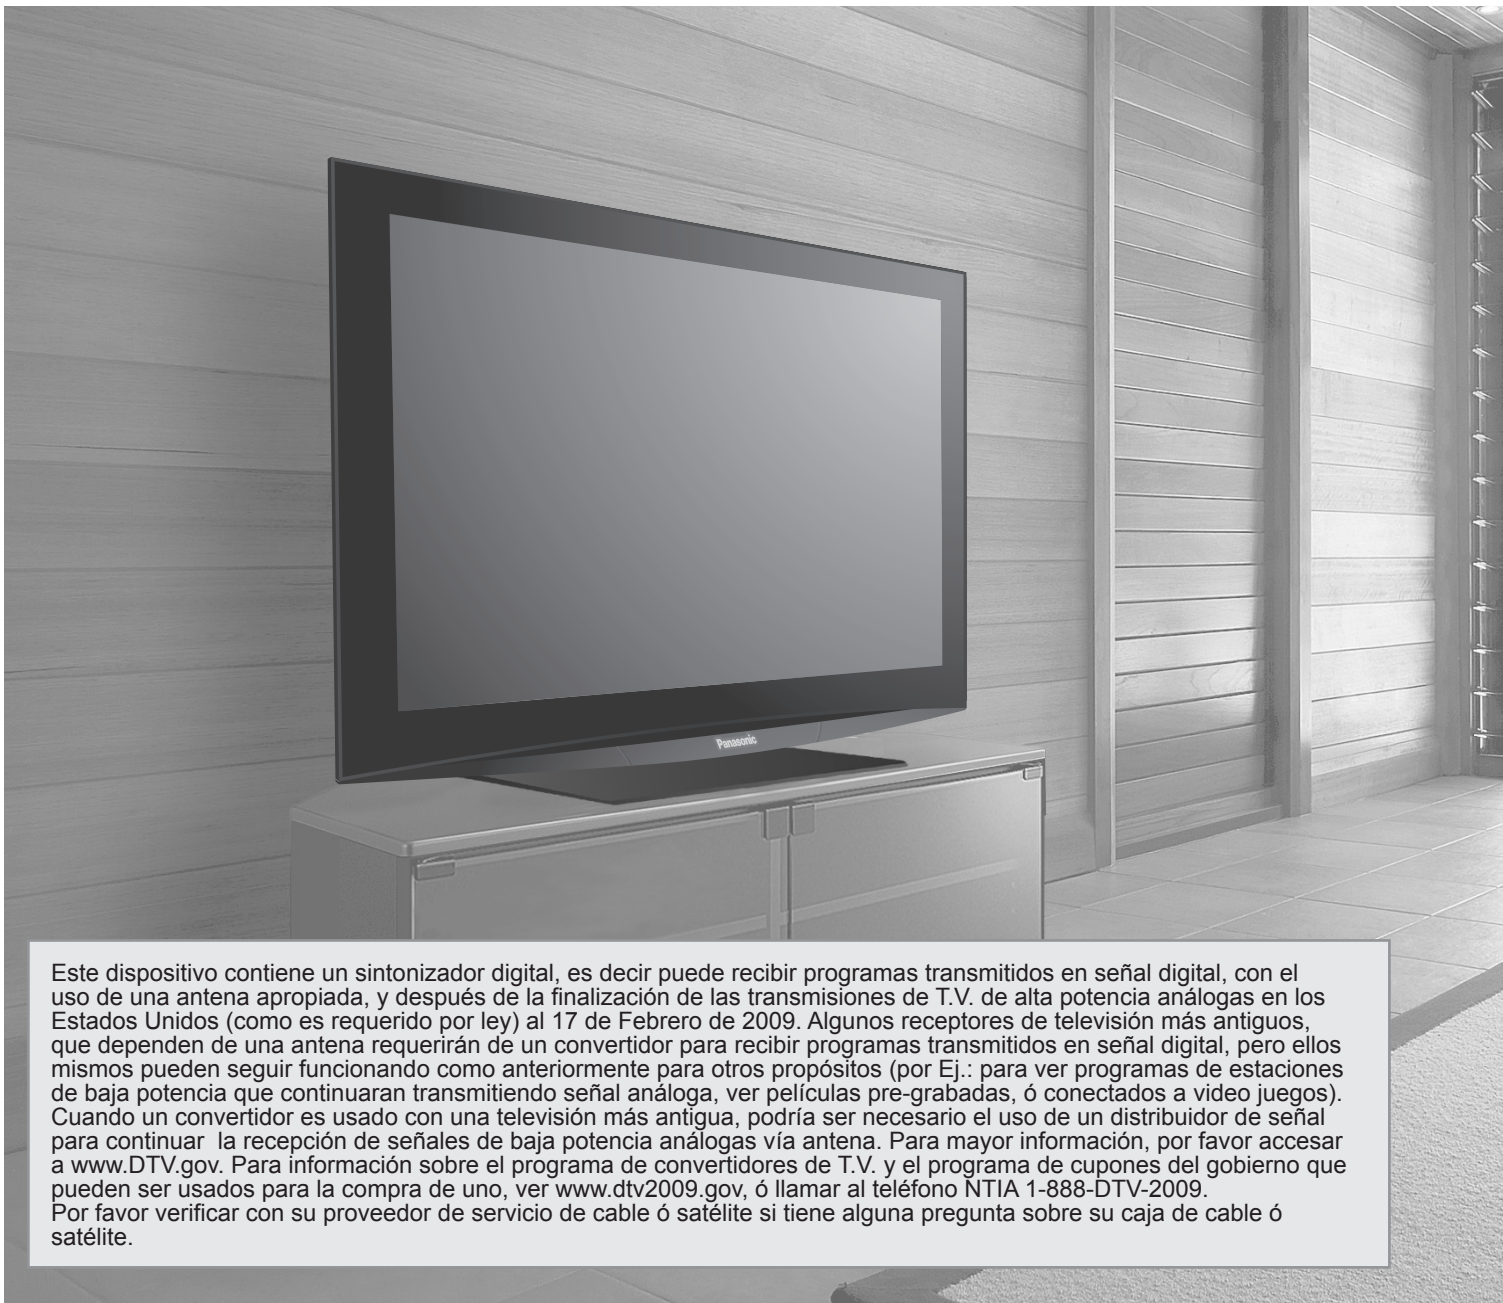 Panasonic
Este dispositivo contiene un sintonizador digital, es decir puede recibir programas transmitidos en señal digital, con el
uso de una antena apropiada, y después de la finalización de las transmisiones de T.V. de alta potencia análogas en los
Estados Unidos (como es requerido por ley) al 17 de Febrero de 2009. Algunos receptores de televisión más antiguos,
que dependen de una antena requerirán de un convertidor para recibir programas transmitidos en señal digital, pero ellos
mismos pueden seguir funcionando como anteriormente para otros propósitos (por Ej.: para ver programas de estaciones
de baja potencia que continuaran transmitiendo señal análoga, ver películas pre-grabadas, ó conectados a video juegos).
Cuando un convertidor es usado con una televisión más antigua, podría ser necesario el uso de un distribuidor de señal
para continuar  la recepción de señales de baja potencia análogas vía antena. Para mayor información, por favor accesar
a www.DTV.gov. Para información sobre el programa de convertidores de T.V. y el programa de cupones del gobierno que
pueden ser usados para la compra de uno, ver www.dtv2009.gov, ó llamar al teléfono NTIA 1-888-DTV-2009.
Por favor verificar con su proveedor de servicio de cable ó satélite si tiene alguna pregunta sobre su caja de cable ó
satélite.